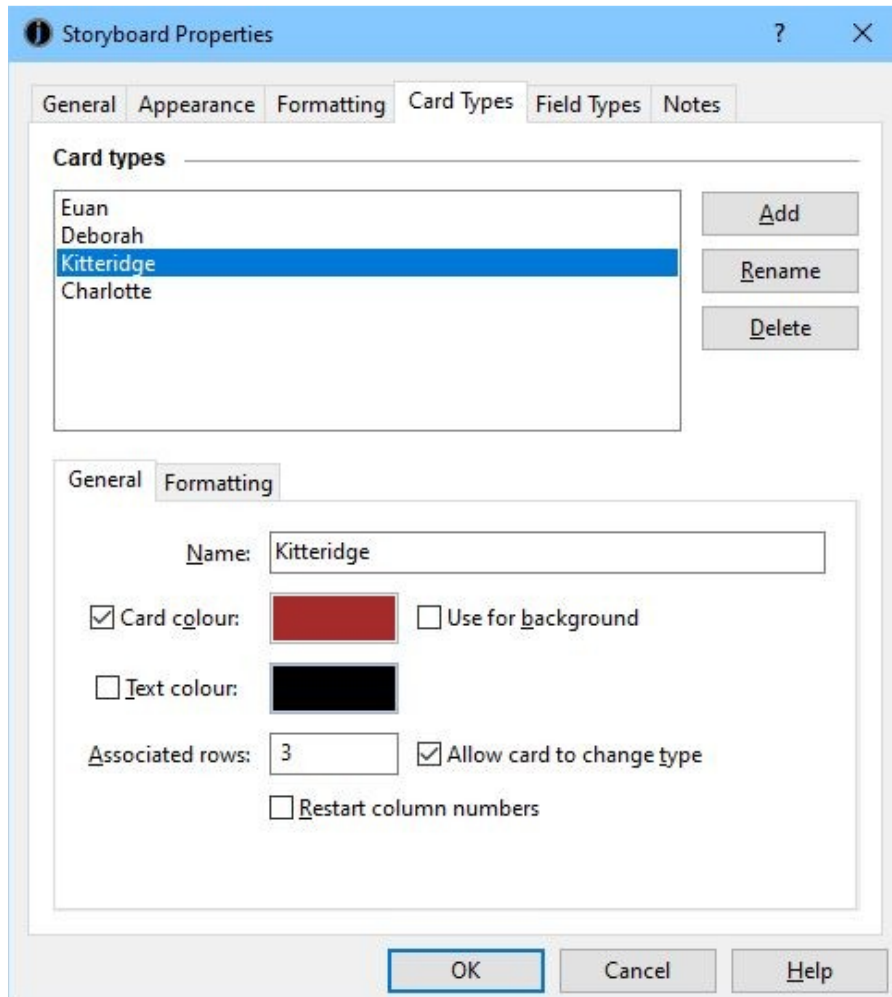 Storyboard Properties ?
General Appearance Formatting Card Types Field Types Notes
Card types
Euan
Deborah
Kitteridge
Charlotte
Add
Rename
Delete
General Formatting
Name: Kitteridge
Card colour: Use for background
Text colour:
Associated rows: 3 Allow card to change type
Restart column numbers
OK Cancel Help